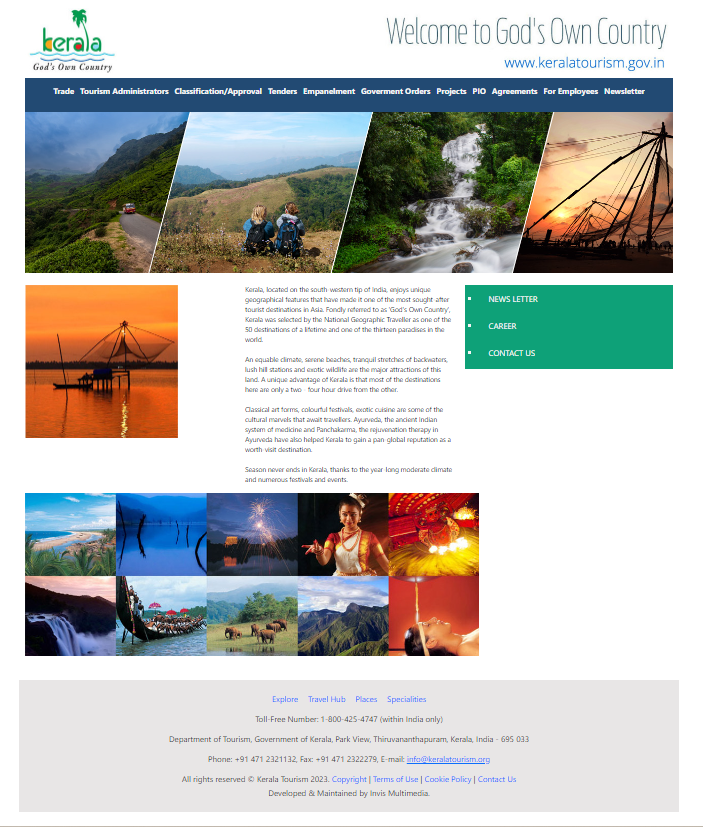 kerala
God's Own Country
Welcome to God's Own Country
www.keralatourism.gov.in
Trade Tourism Administrators Classification/Approval Tenders Empanelment Goverment Orders Projects PIO Agreements For Employees Newsletter
Kerala, located on the south western tip of India, enjoys unique
geographical features that have made it one of the most sought after
tourist destinations in Asia. Fondly referred to as 'God's Own Country',
Kerala was selected by the National Geographic Traveller as one of the
50 destinations of a lifetime and one of the thirteen paradises in the
world.
An equable climate, serene beaches, tranquil stretches of backwaters,
lush hill stations and exotic wildlife are the major attractions of this
land. A unique advantage of Kerala is that most of the destinations
here are only a two - four hour drive from the other.
Classical art forms, colourful festivals, exotic cuisine are some of the
cultural marvels that await travellers. Ayurveda, the ancient Indian
system of medicine and Panchakarma, the rejuvenation therapy in
Ayurveda have also helped Kerala to gain a pan-global reputation as a
worth-visit destination.
Season never ends in Kerala, thanks to the year-long moderate climate
and numerous festivals and events.
NEWS LETTER
CAREER
CONTACT US
Explore Travel Hub Places Specialities
Toll-Free Number: 1-800-425-4747 (within India only)
Department of Tourism, Government of Kerala, Park View, Thiruvananthapuram, Kerala, India - 695 033
Phone: +91 471 2321132, Fax: +91 471 2322279, E-mail: info@keralatourism.org
All rights reserved © Kerala Tourism 2023. Copyright | Terms of Use | Cookie Policy | Contact Us
Developed & Maintained by Invis Multimedia.